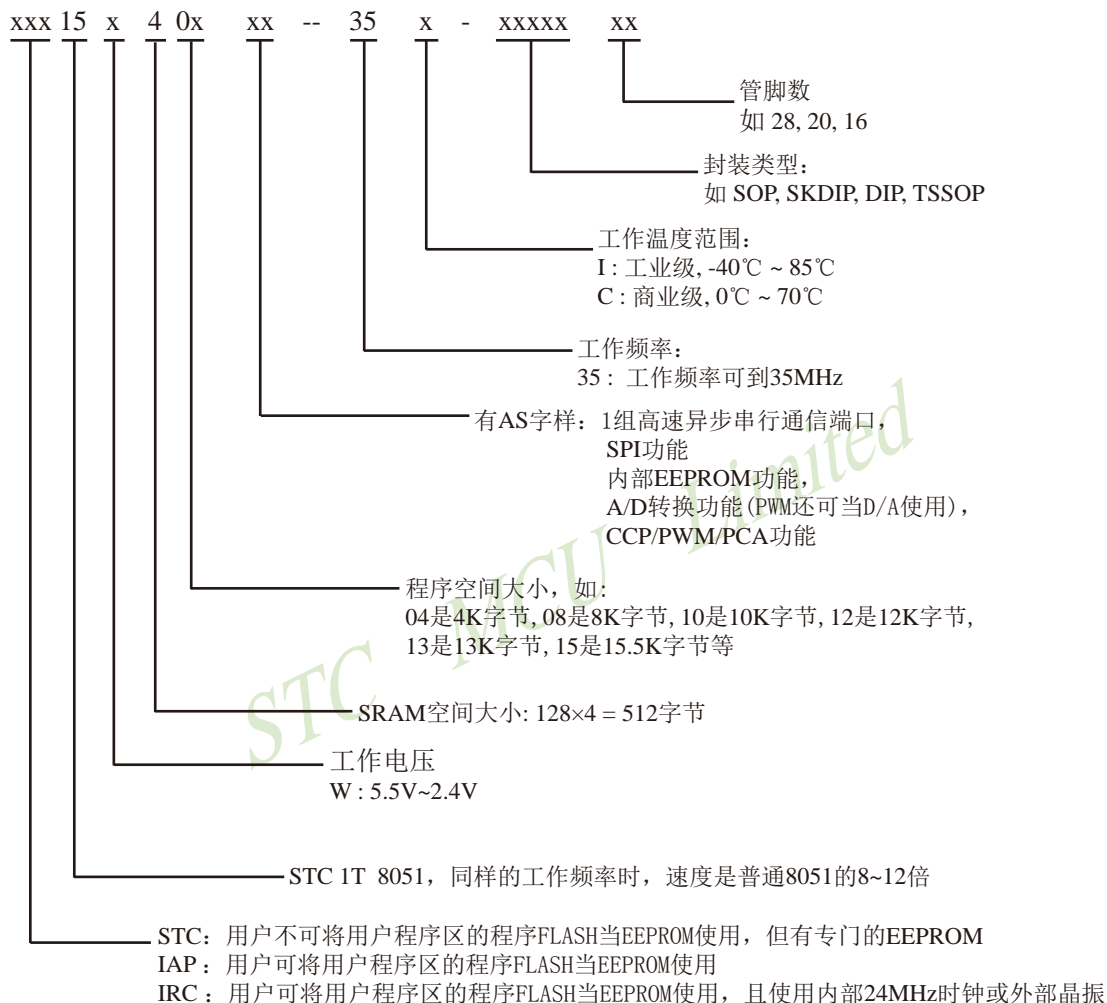 xxx 15 x 4 0x xx -- 35 x - xxxxx xx
管脚数
如 28, 20, 16
封装类型:
如 SOP, SKDIP, DIP, TSSOP
工作温度范围:
I : 工业级, -40℃ ~ 85℃
C : 商业级, 0℃ ~ 70℃
工作频率:
35 : 工作频率可到35MHz
有AS字样: 1组高速异步串行通信端口,
SPI功能
内部EEPROM功能,
A/D转换功能(PWM还可当D/A使用),
CCP/PWM/PCA功能
程序空间大小, 如:
04是4K字节, 08是8K字节, 10是10K字节, 12是12K字节,
13是13K字节, 15是15.5K字节等
SRAM空间大小: 128×4 = 512字节
工作电压
W : 5.5V~2.4V
STC 1T 8051, 同样的工作频率时, 速度是普通8051的8~12倍
STC: 用户不可将用户程序区的程序FLASH当EEPROM使用, 但有专门的EEPROM
IAP : 用户可将用户程序区的程序FLASH当EEPROM使用
IRC : 用户可将用户程序区的程序FLASH当EEPROM使用, 且使用内部24MHz时钟或外部晶振
STC MCU Limited